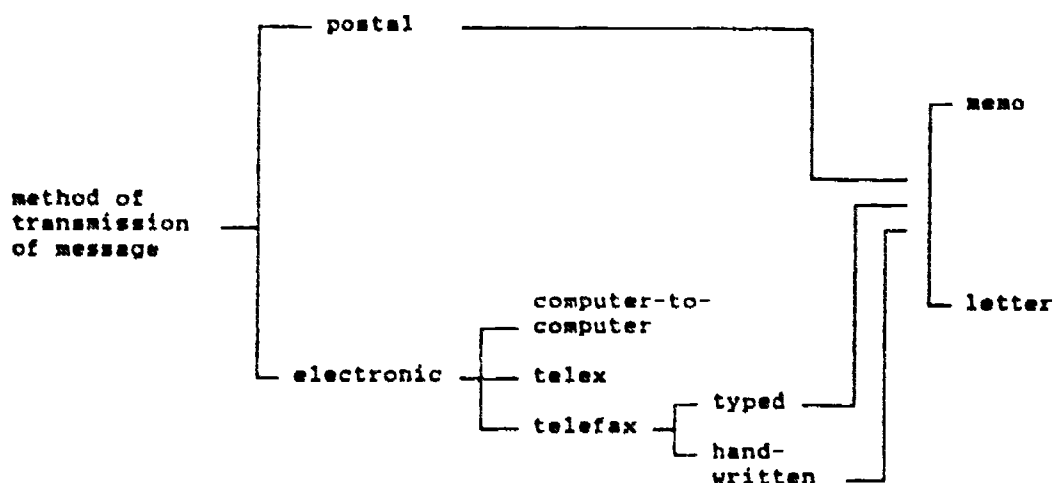 postal
memo
method of
transmission
of message
letter
computer-to-
computer
electronic
telex
typed
telefax
hand-
written